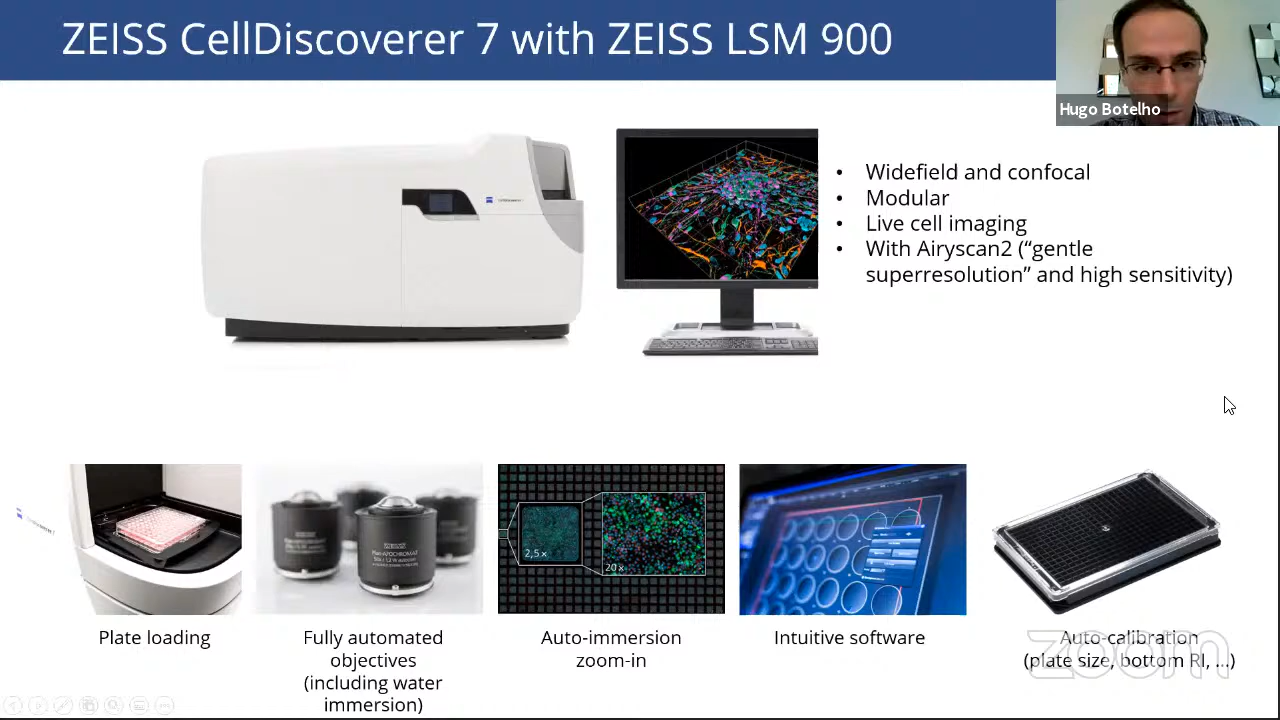 ZEISS CellDiscoverer 7 with ZEISS LSM 900
Hugo Botelho
• Widefield and confocal
• Modular
• Live cell imaging
• With Airyscan2 (“gentle
superresolution” and high sensitivity)
2,5 x
20 x
Plan-APOCHROMAT
Plate loading
Fully automated
objectives
(including water
immersion)
Auto-immersion
zoom-in
Intuitive software
Auto-calibration
(plate size, bottom RI, ...)
zoom